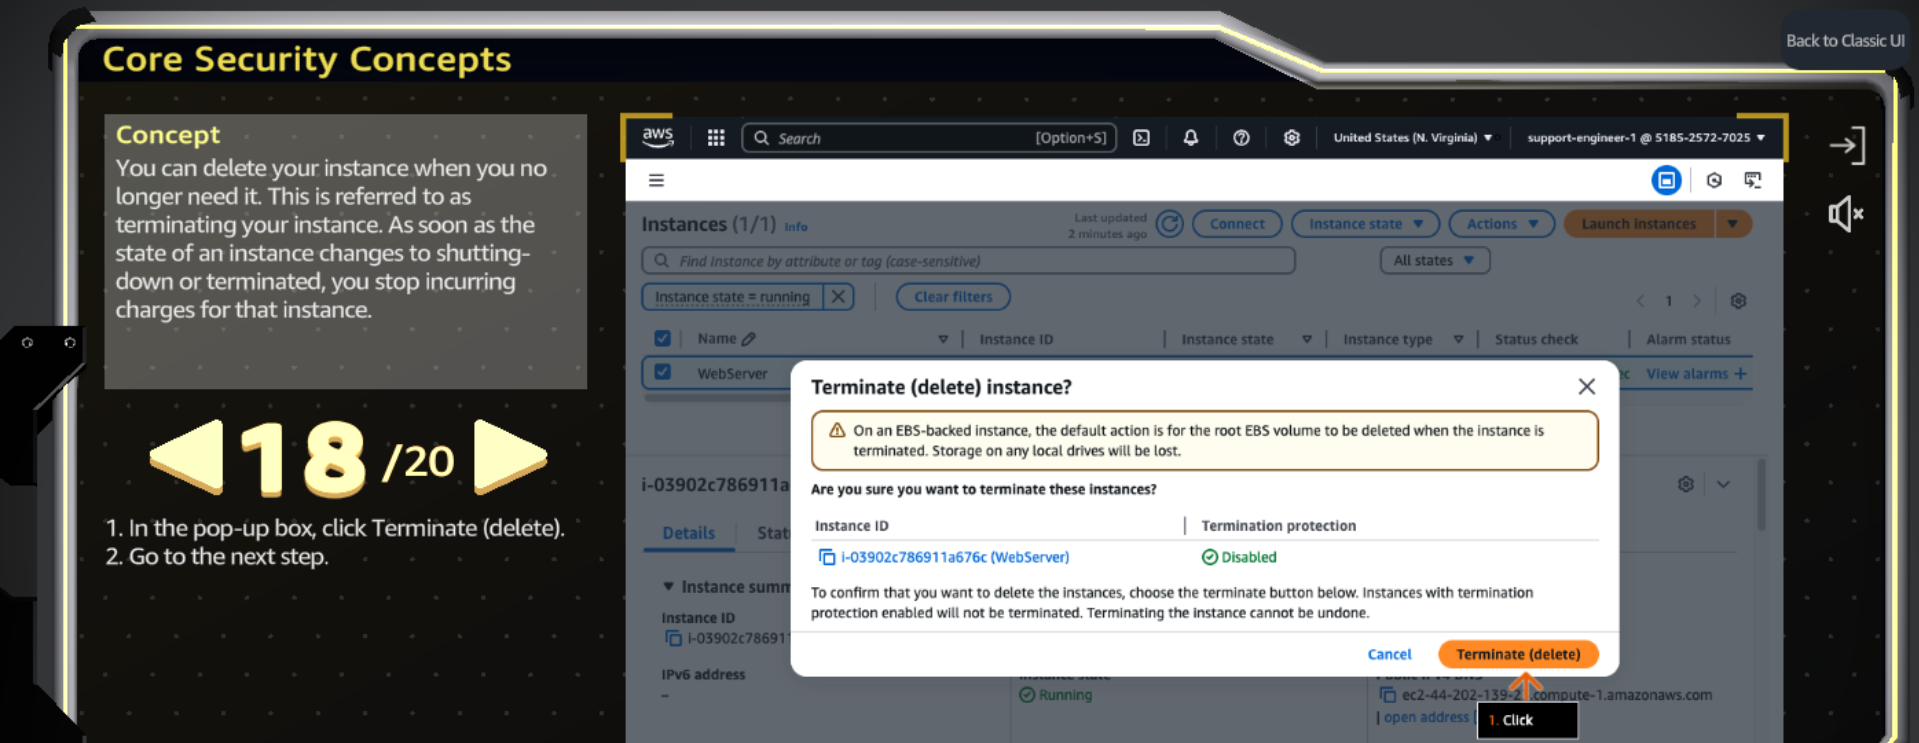 Back to Classic UI
Core Security Concepts
Concept
You can delete your instance when you no
longer need it. This is referred to as
terminating your instance. As soon as the
state of an instance changes to shutting-
down or terminated, you stop incurring
charges for that instance.
18 /20
1. In the pop-up box, click Terminate (delete).
2. Go to the next step.
aws Search [Option+S] United States (N. Virginia) ▼ support-engineer-1 @ 5185-2572-7025 ▼
Instances (1/1) Info
Last updated
2 minutes ago
Connect Instance state ▼ Actions ▼ Launch instances ▼
Find Instance by attribute or tag (case-sensitive) All states ▼
Instance state = running Clear filters
1
Name Instance ID Instance state Instance type Status check Alarm status
WebServer View alarms +
Terminate (delete) instance?
On an EBS-backed instance, the default action is for the root EBS volume to be deleted when the instance is
terminated. Storage on any local drives will be lost.
Are you sure you want to terminate these instances?
Instance ID Termination protection
i-03902c786911a676c (WebServer) Disabled
To confirm that you want to delete the instances, choose the terminate button below. Instances with termination
protection enabled will not be terminated. Terminating the instance cannot be undone.
Cancel Terminate (delete)
i-03902c786911a
Details Stat
▼ Instance summ
Instance ID
i-03902c78691
IPv6 address
–
Running
compute-1.amazonaws.com
open address
1. Click